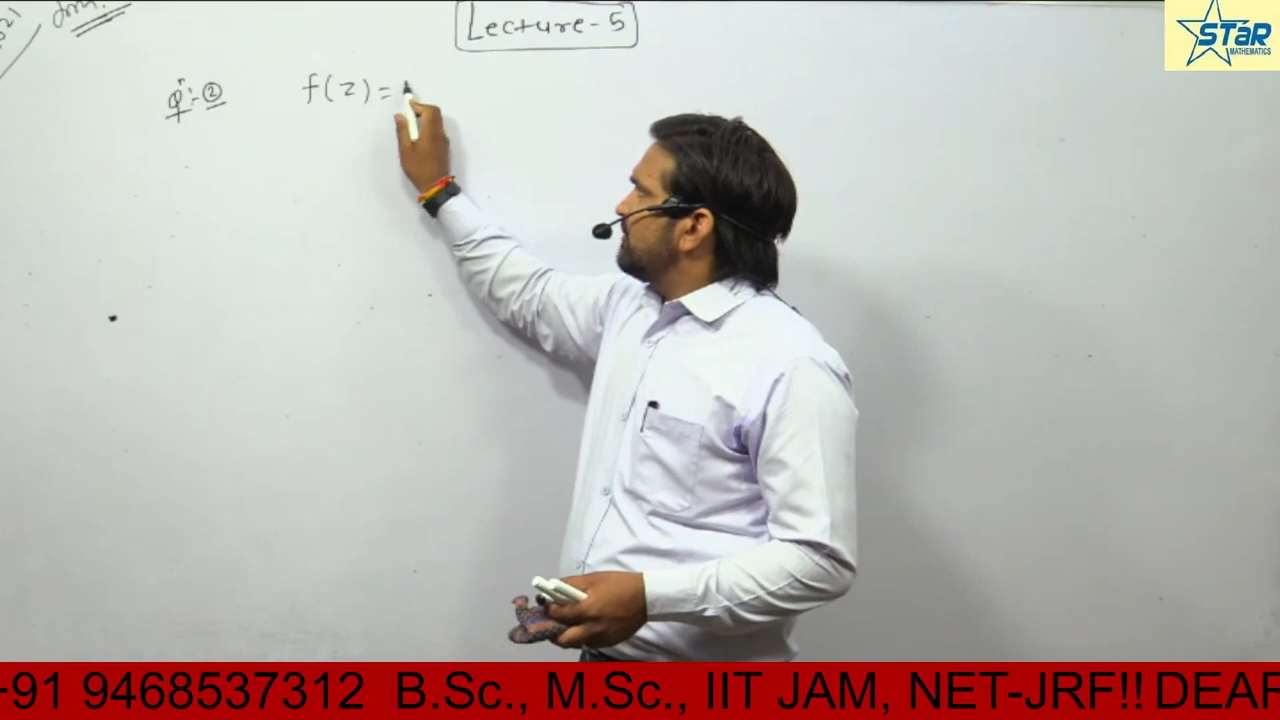 Lecture-5
STAR
MATHEMATICS
Q:- ②
f(z) =
+91 9468537312 B.Sc., M.Sc., IIT JAM, NET-JRF!! DEAR